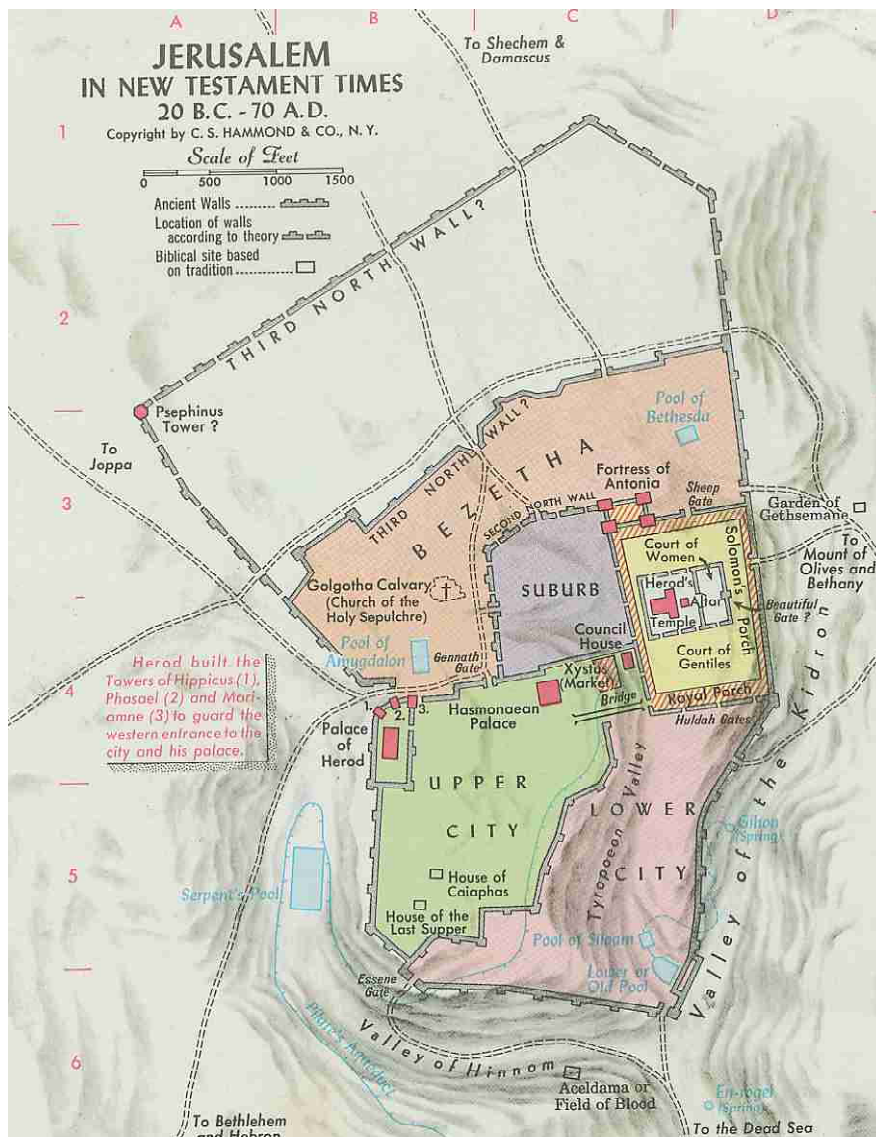 A
B
C
D
JERUSALEM
IN NEW TESTAMENT TIMES
20 B.C. - 70 A.D.
Copyright by C. S. HAMMOND & CO., N. Y.
Scale of Feet
0 500 1000 1500
Ancient Walls
Location of walls
according to theory
Biblical site based
on tradition
To Shechem &
Damascus
1
2
3
4
5
6
THIRD NORTH WALL?
Psephinus
Tower ?
To
Joppa
Pool of
Bethesda
THIRD NORTH WALL?
BEZETHA
Fortress of
Antonia
SECOND NORTH WALL
Sheep
Gate
Garden of
Gethsemane
To
Mount of
Olives and
Bethany
Solomon's Porch
Court of
Women
Herod's
Temple
Altar
Beautiful
Gate ?
Court of
Gentiles
Royal Porch
Huldah Gates
SUBURB
Golgotha Calvary
(Church of the
Holy Sepulchre)
Pool of
Amygdalon
Gennath
Gate
Council
House
Xystus
(Market)
Bridge
Hasmonaean
Palace
Herod built the
Towers of Hippicus (1),
Phasael (2) and Mari-
amne (3) to guard the
western entrance to the
city and his palace.
1.
2.
3.
Palace
of
Herod
UPPER
CITY
LOWER
CITY
Tyropoeon Valley
Valley of the Kidron
Gihon
(Spring)
House of
Caiaphas
House of the
Last Supper
Serpent's Pool
Pool of Siloam
Lower or
Old Pool
Essene
Gate
Pilate's Aqueduct
Valley of Hinnom
Aceldama or
Field of Blood
En-rogel
(Spring)
To Bethlehem
and Hebron
To the Dead Sea